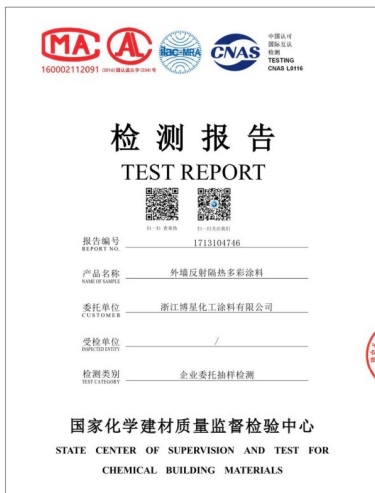 MA
AL
ilac-MRA
CNAS
中国认可
国际互认
检测
TESTING
CNAS L0116
160002112091
检测报告
TEST REPORT
报告编号 1713104746
REPORT NO.
产品名称 外墙反射隔热多彩涂料
NAME OF SAMPLE
委托单位 浙江博星化工涂料有限公司
CUSTOMER
受检单位 /
INSPECTED ENTITY
检测类别 企业委托抽样检测
TEST CATEGORY
国家化学建材质量监督检验中心
STATE CENTER OF SUPERVISION AND TEST FOR
CHEMICAL BUILDING MATERIALS